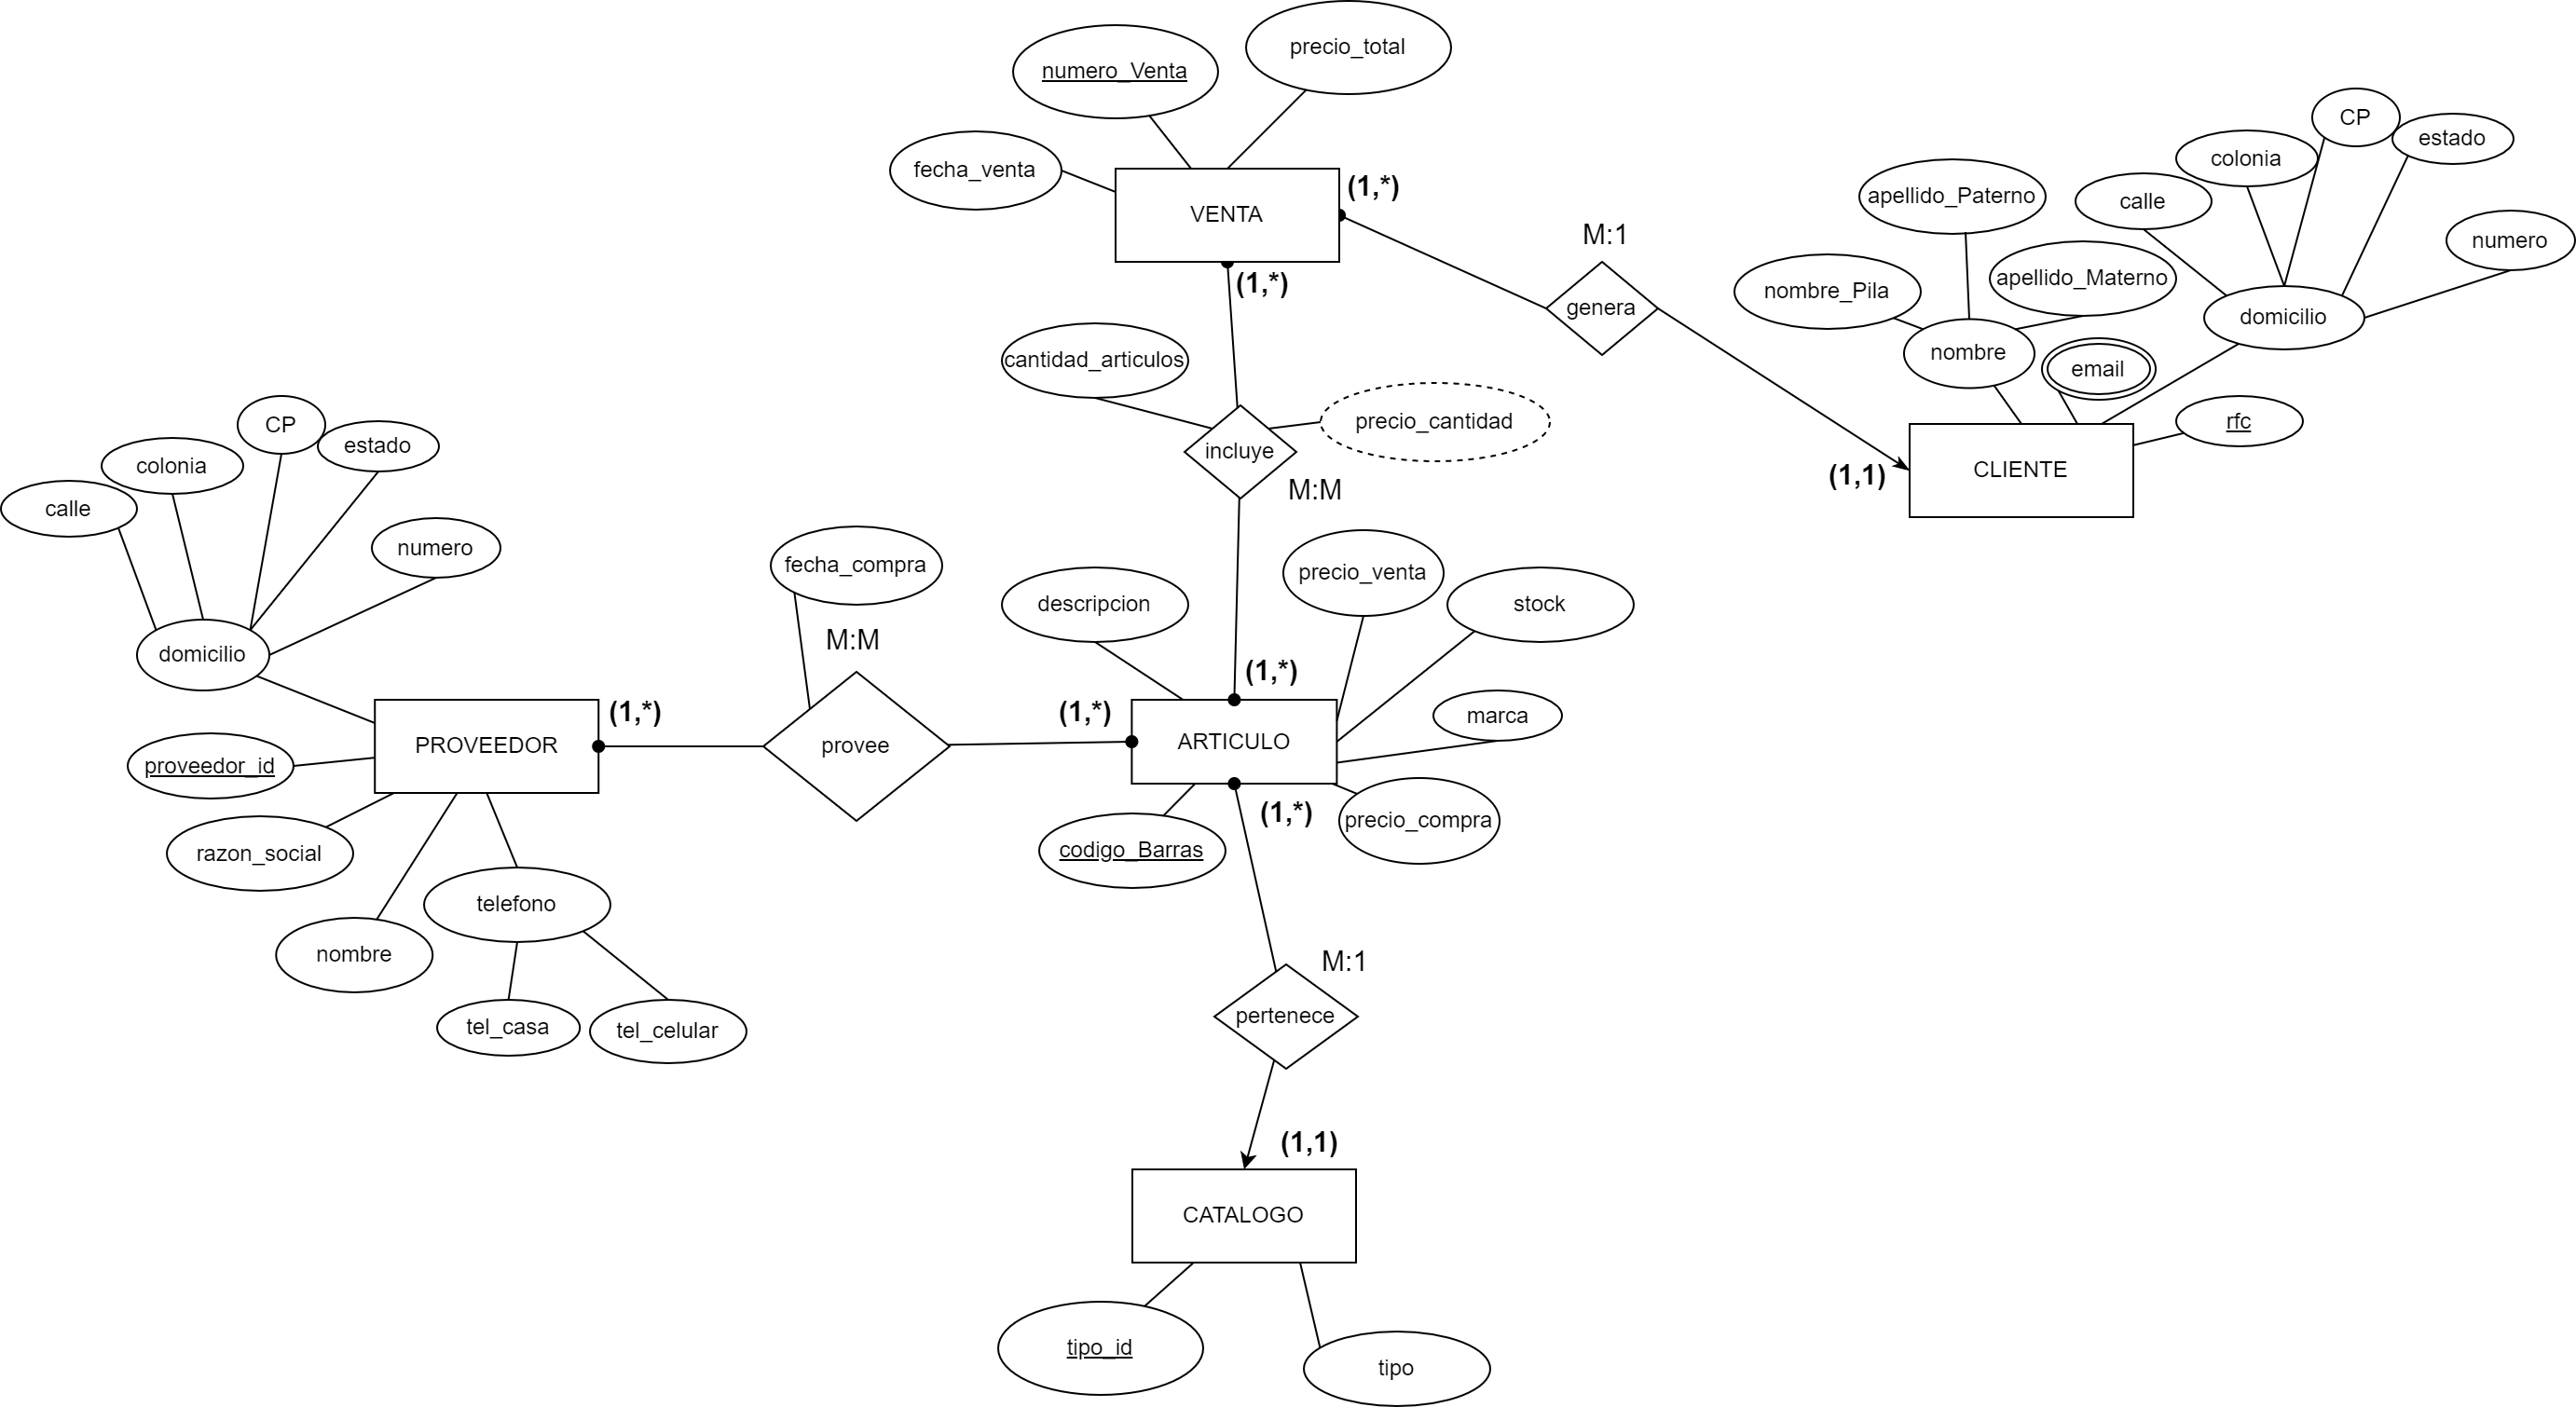 precio_total
numero_Venta
fecha_venta
VENTA
(1,*)
(1,*)
M:1
genera
CP
estado
colonia
calle
numero
domicilio
apellido_Paterno
apellido_Materno
nombre_Pila
nombre
email
rfc
CLIENTE
(1,1)
cantidad_articulos
precio_cantidad
incluye
M:M
CP
estado
colonia
calle
numero
domicilio
fecha_compra
M:M
descripcion
precio_venta
stock
marca
(1,*)
(1,*)
(1,*)
PROVEEDOR
provee
ARTICULO
proveedor_id
razon_social
nombre
telefono
tel_casa
tel_celular
(1,*)
precio_compra
codigo_Barras
M:1
pertenece
(1,1)
CATALOGO
tipo_id
tipo